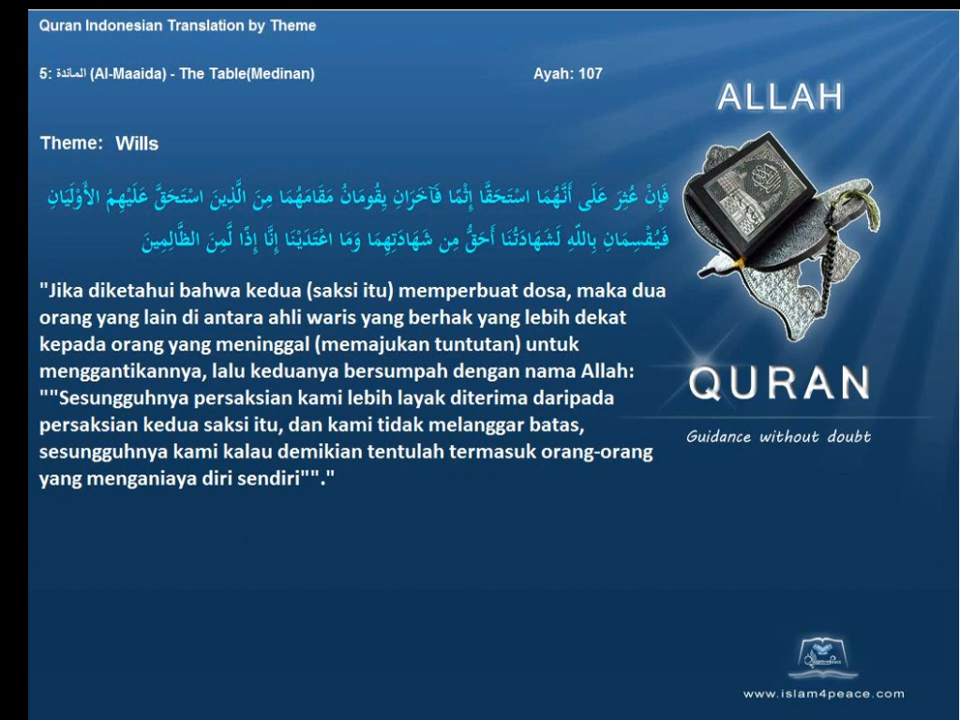 Quran Indonesian Translation by Theme
5: المائدة (Al-Maaida) - The Table(Medinan) Ayah: 107
ALLAH
Theme: Wills
فَإِنْ عُثِرَ عَلَى أَنَّهُمَا اسْتَحَقَّا إِثْمًا فَآخَرَانِ يِقُومَانُ مَقَامَهُمَا مِنَ الَّذِينَ اسْتَحَقَّ عَلَيْهِمُ الأَوْلَيَانِ
فَيُقْسِمَانِ بِاللّهِ لَشَهَادَتُنَا أَحَقُّ مِن شَهَادَتِهِمَا وَمَا اعْتَدَيْنَا إِنَّا إِذًا لَّمِنَ الظَّالِمِينَ
"Jika diketahui bahwa kedua (saksi itu) memperbuat dosa, maka dua
orang yang lain di antara ahli waris yang berhak yang lebih dekat
kepada orang yang meninggal (memajukan tuntutan) untuk
menggantikannya, lalu keduanya bersumpah dengan nama Allah:
""Sesungguhnya persaksian kami lebih layak diterima daripada
persaksian kedua saksi itu, dan kami tidak melanggar batas,
sesungguhnya kami kalau demikian tentulah termasuk orang-orang
yang menganiaya diri sendiri""."
QURAN
Guidance without doubt
www.islam4peace.com